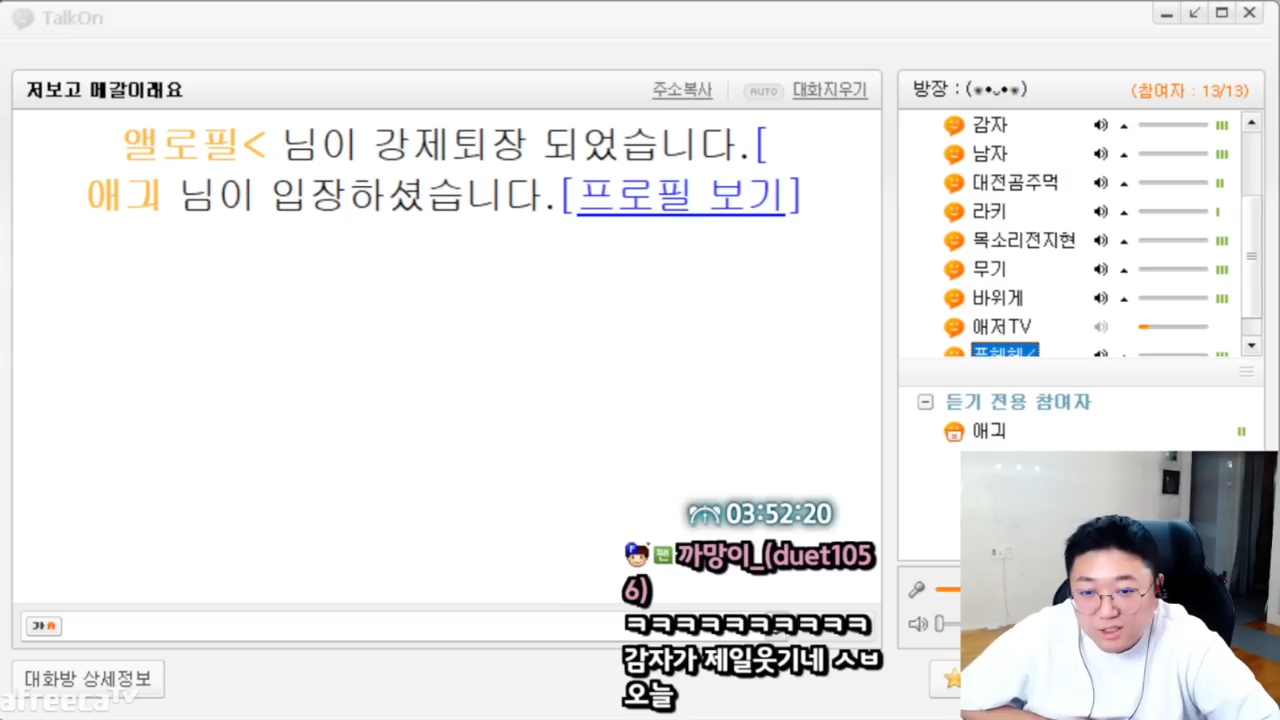 TalkOn
저보고 메갈이래요
주소복사
AUTO
대화지우기
앨로필< 님이 강제퇴장 되었습니다.[
애긔 님이 입장하셨습니다.[프로필 보기]
방장 : (◉•⌣•◉)
(참여자 : 13/13)
감자
남자
대전곰주먹
라키
목소리전지현
무기
바위게
애저TV
듣기 전용 참여자
애긔
03:52:20
팬 까망이_(duet105
6)
ㅋㅋㅋㅋㅋㅋㅋㅋㅋㅋ
감자가 제일웃기네 ㅅㅂ
오늘
가
대화방 상세정보
afreecaTV